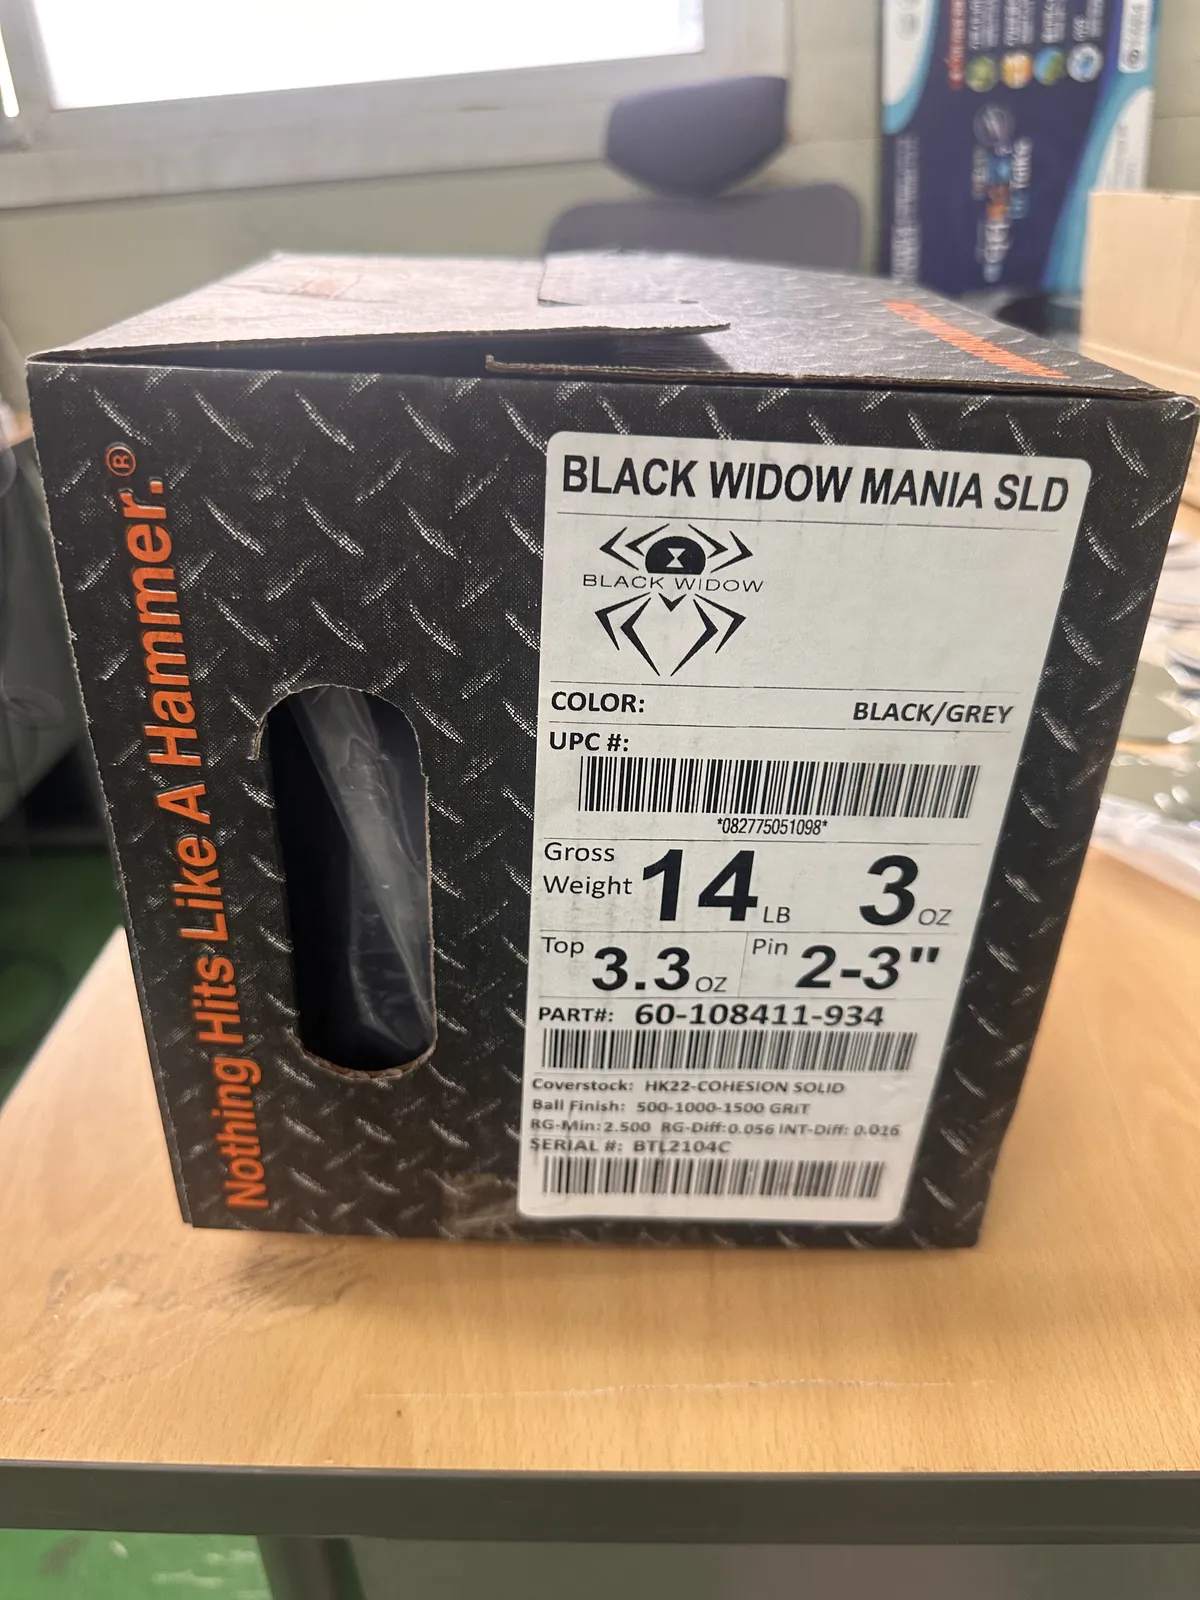 Nothing Hits Like A Hammer.®
BLACK WIDOW MANIA SLD
BLACK WIDOW
COLOR: BLACK/GREY
UPC #:
*082775051098*
Gross Weight 14 LB 3 OZ
Top 3.3 OZ Pin 2-3"
PART#: 60-108411-934
Coverstock: HK22-COHESION SOLID
Ball Finish: 500-1000-1500 GRIT
RG-Min: 2.500 RG-Diff: 0.056 INT-Diff: 0.016
SERIAL #: BTL2104C